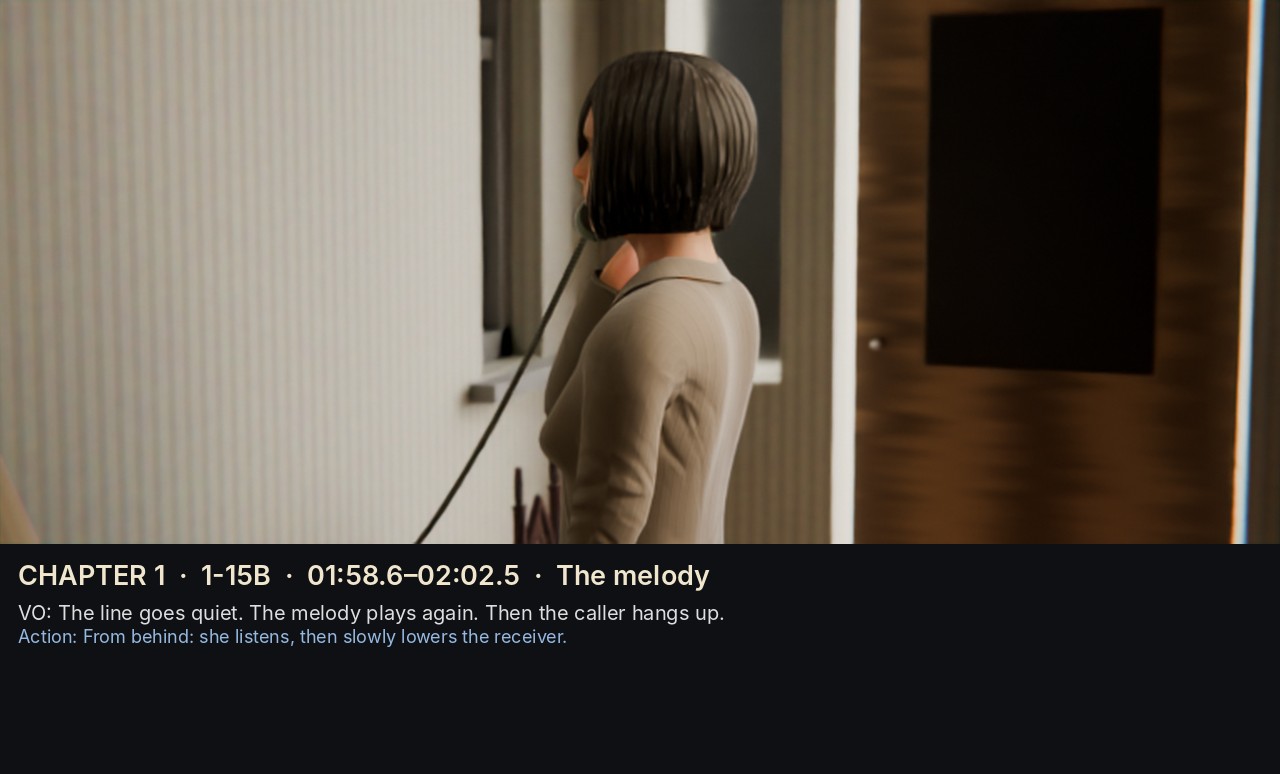 CHAPTER 1 · 1-15B · 01:58.6–02:02.5 · The melody
VO: The line goes quiet. The melody plays again. Then the caller hangs up.
Action: From behind: she listens, then slowly lowers the receiver.